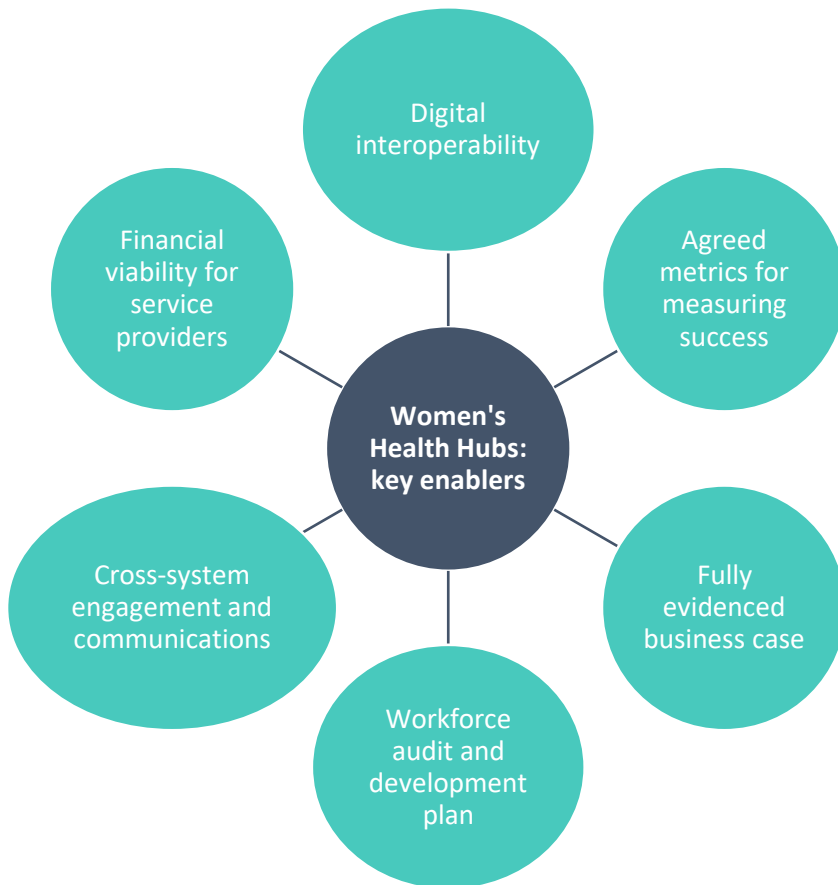 Digital
interoperability
Agreed
metrics for
measuring
success
Fully
evidenced
business case
Workforce
audit and
development
plan
Cross-system
engagement and
communications
Financial
viability for
service
providers
Women's
Health Hubs:
key enablers